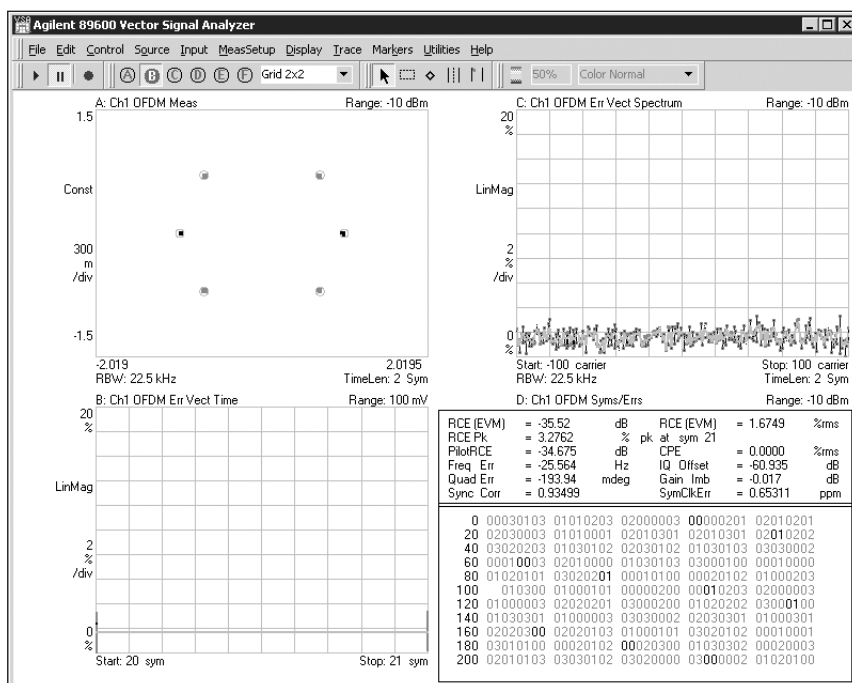 VSA
Agilent 89600 Vector Signal Analyzer
File Edit Control Source Input MeasSetup Display Trace Markers Utilities Help
A B C D E F Grid 2x2 50% Color Normal
A: Ch1 OFDM Meas Range: -10 dBm
1.5
Const
300
m
/div
-1.5
-2.019 2.0195
RBW: 22.5 kHz TimeLen: 2 Sym
C: Ch1 OFDM Err Vect Spectrum Range: -10 dBm
20
%
LinMag
2
%
/div
0
%
Start: -100 carrier Stop: 100 carrier
RBW: 22.5 kHz TimeLen: 2 Sym
B: Ch1 OFDM Err Vect Time Range: 100 mV
20
%
LinMag
2
%
/div
0
%
Start: 20 sym Stop: 21 sym
D: Ch1 OFDM Syms/Errs Range: -10 dBm
RCE (EVM) = -35.52 dB RCE (EVM) = 1.6749 %rms
RCE Pk = 3.2762 % pk at sym 21
PilotRCE = -34.675 dB CPE = 0.0000 %rms
Freq Err = -25.564 Hz IQ Offset = -60.935 dB
Quad Err = -193.94 mdeg Gain Imb = -0.017 dB
Sync Corr = 0.93499 SymClkErr = 0.65311 ppm
0 00030103 01010203 02000003 00000201 02010201
20 02030003 01010001 02010301 02010301 02010202
40 03020203 01030102 02030102 01030103 03030002
60 00010003 02010000 01030103 03000100 00010000
80 01020101 03020201 00010100 00020102 01000203
100 010300 01000101 00000200 00010203 02000003
120 01000003 02020201 03000200 01020202 03000100
140 01030301 01000003 03030002 02030301 01000301
160 02020300 02020103 01000101 03020102 00010001
180 03010100 00020102 00020300 01030301 00000203
200 02010103 03030102 03020000 03000002 01020100